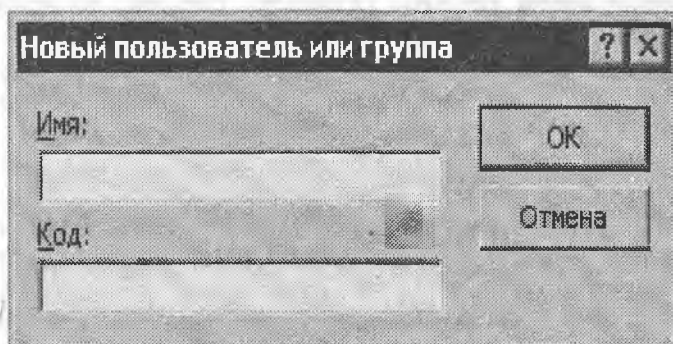 Новый пользователь или группа
Имя:
OK
Отмена
Код: